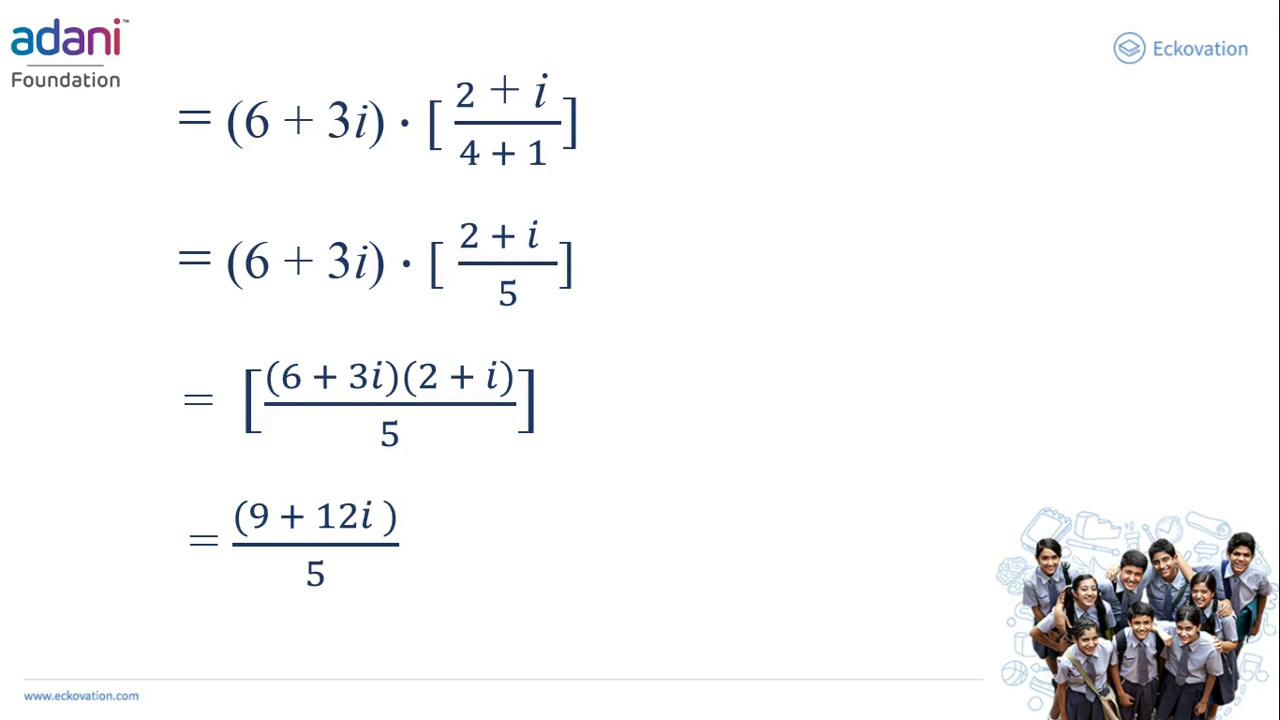 adani™
Foundation
Eckovation
= (6 + 3i) · [ (2 + i)/(4 + 1) ]
= (6 + 3i) · [ (2 + i)/5 ]
= [ (6 + 3i)(2 + i)/5 ]
= (9 + 12i )/5
www.eckovation.com